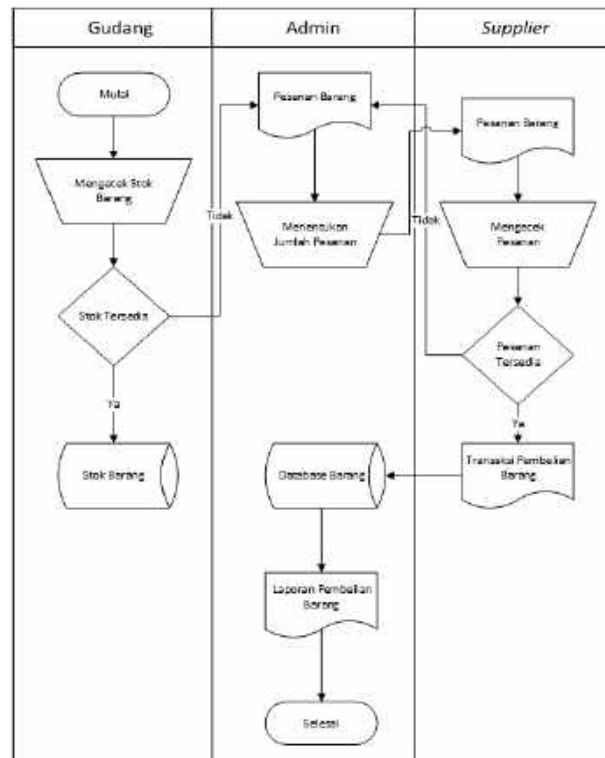 Gudang
Admin
Supplier
Mulai
Mengecek Stok
Barang
Stok Tersedia
Tidak
Ya
Stok Barang
Pesanan Barang
Menentukan
Jumlah Pesanan
Database Barang
Laporan Pembelian
Barang
Selesai
Pesanan Barang
Mengecek
Pesanan
Tidak
Pesanan
Tersedia
Ya
Transaksi Pembelian
Barang